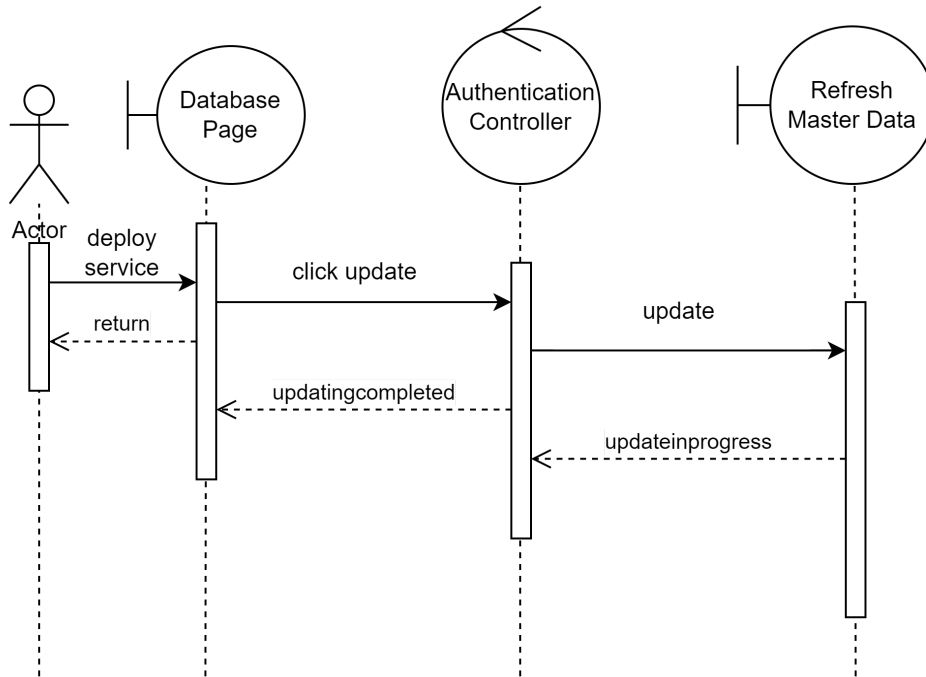 Database
Page
Authentication
Controller
Refresh
Master Data
Actor
deploy
service
click update
return
update
updatingcompleted
updateinprogress